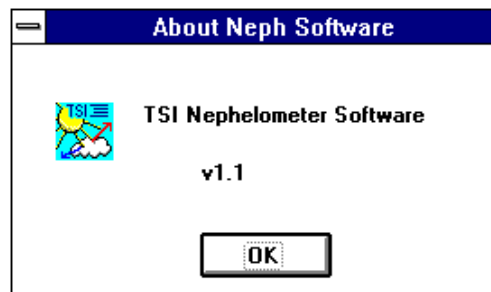 About Neph Software
TSI
TSI Nephelometer Software
v1.1
OK